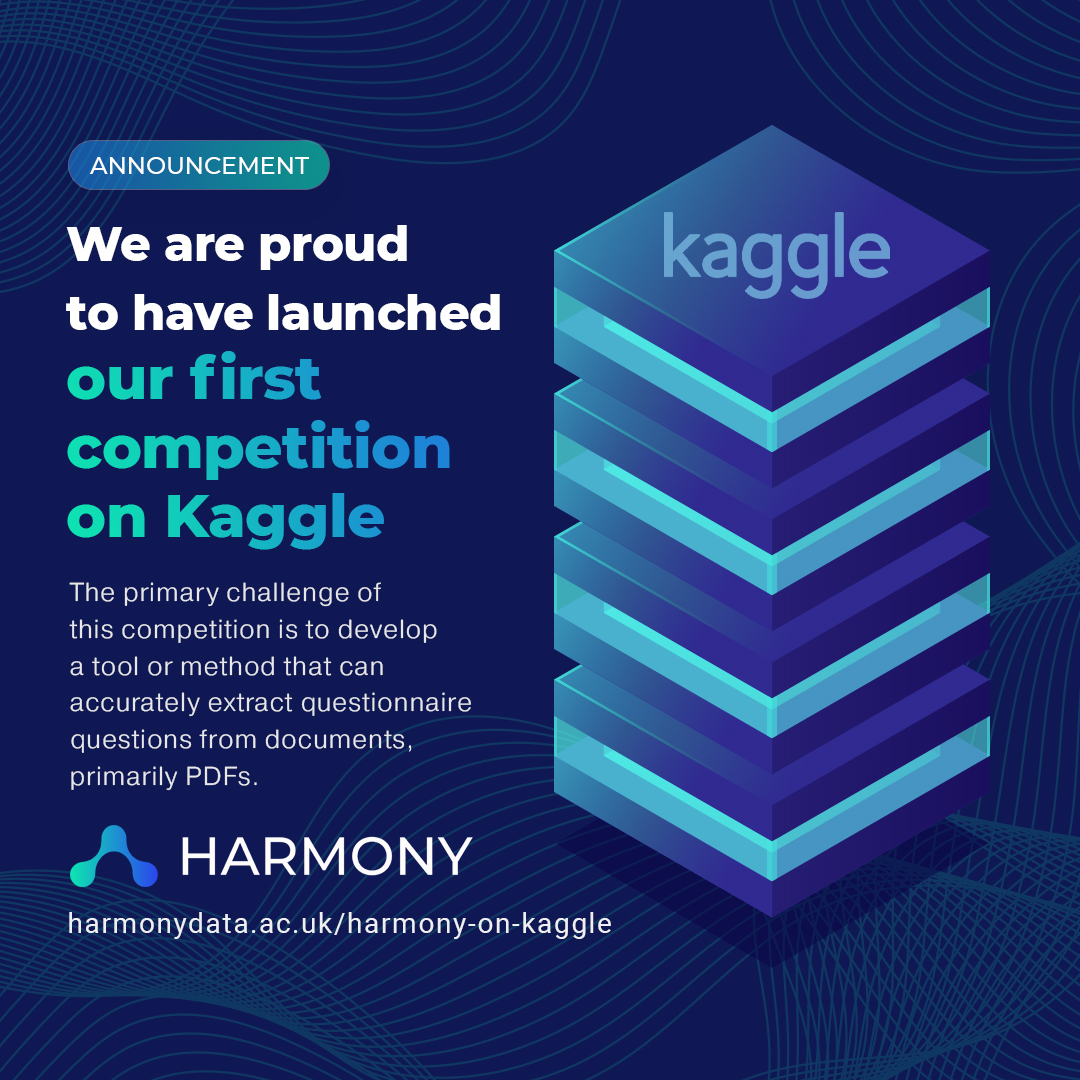 ANNOUNCEMENT
We are proud
to have launched
our first
competition
on Kaggle
The primary challenge of
this competition is to develop
a tool or method that can
accurately extract questionnaire
questions from documents,
primarily PDFs.
HARMONY
harmonydata.ac.uk/harmony-on-kaggle
kaggle